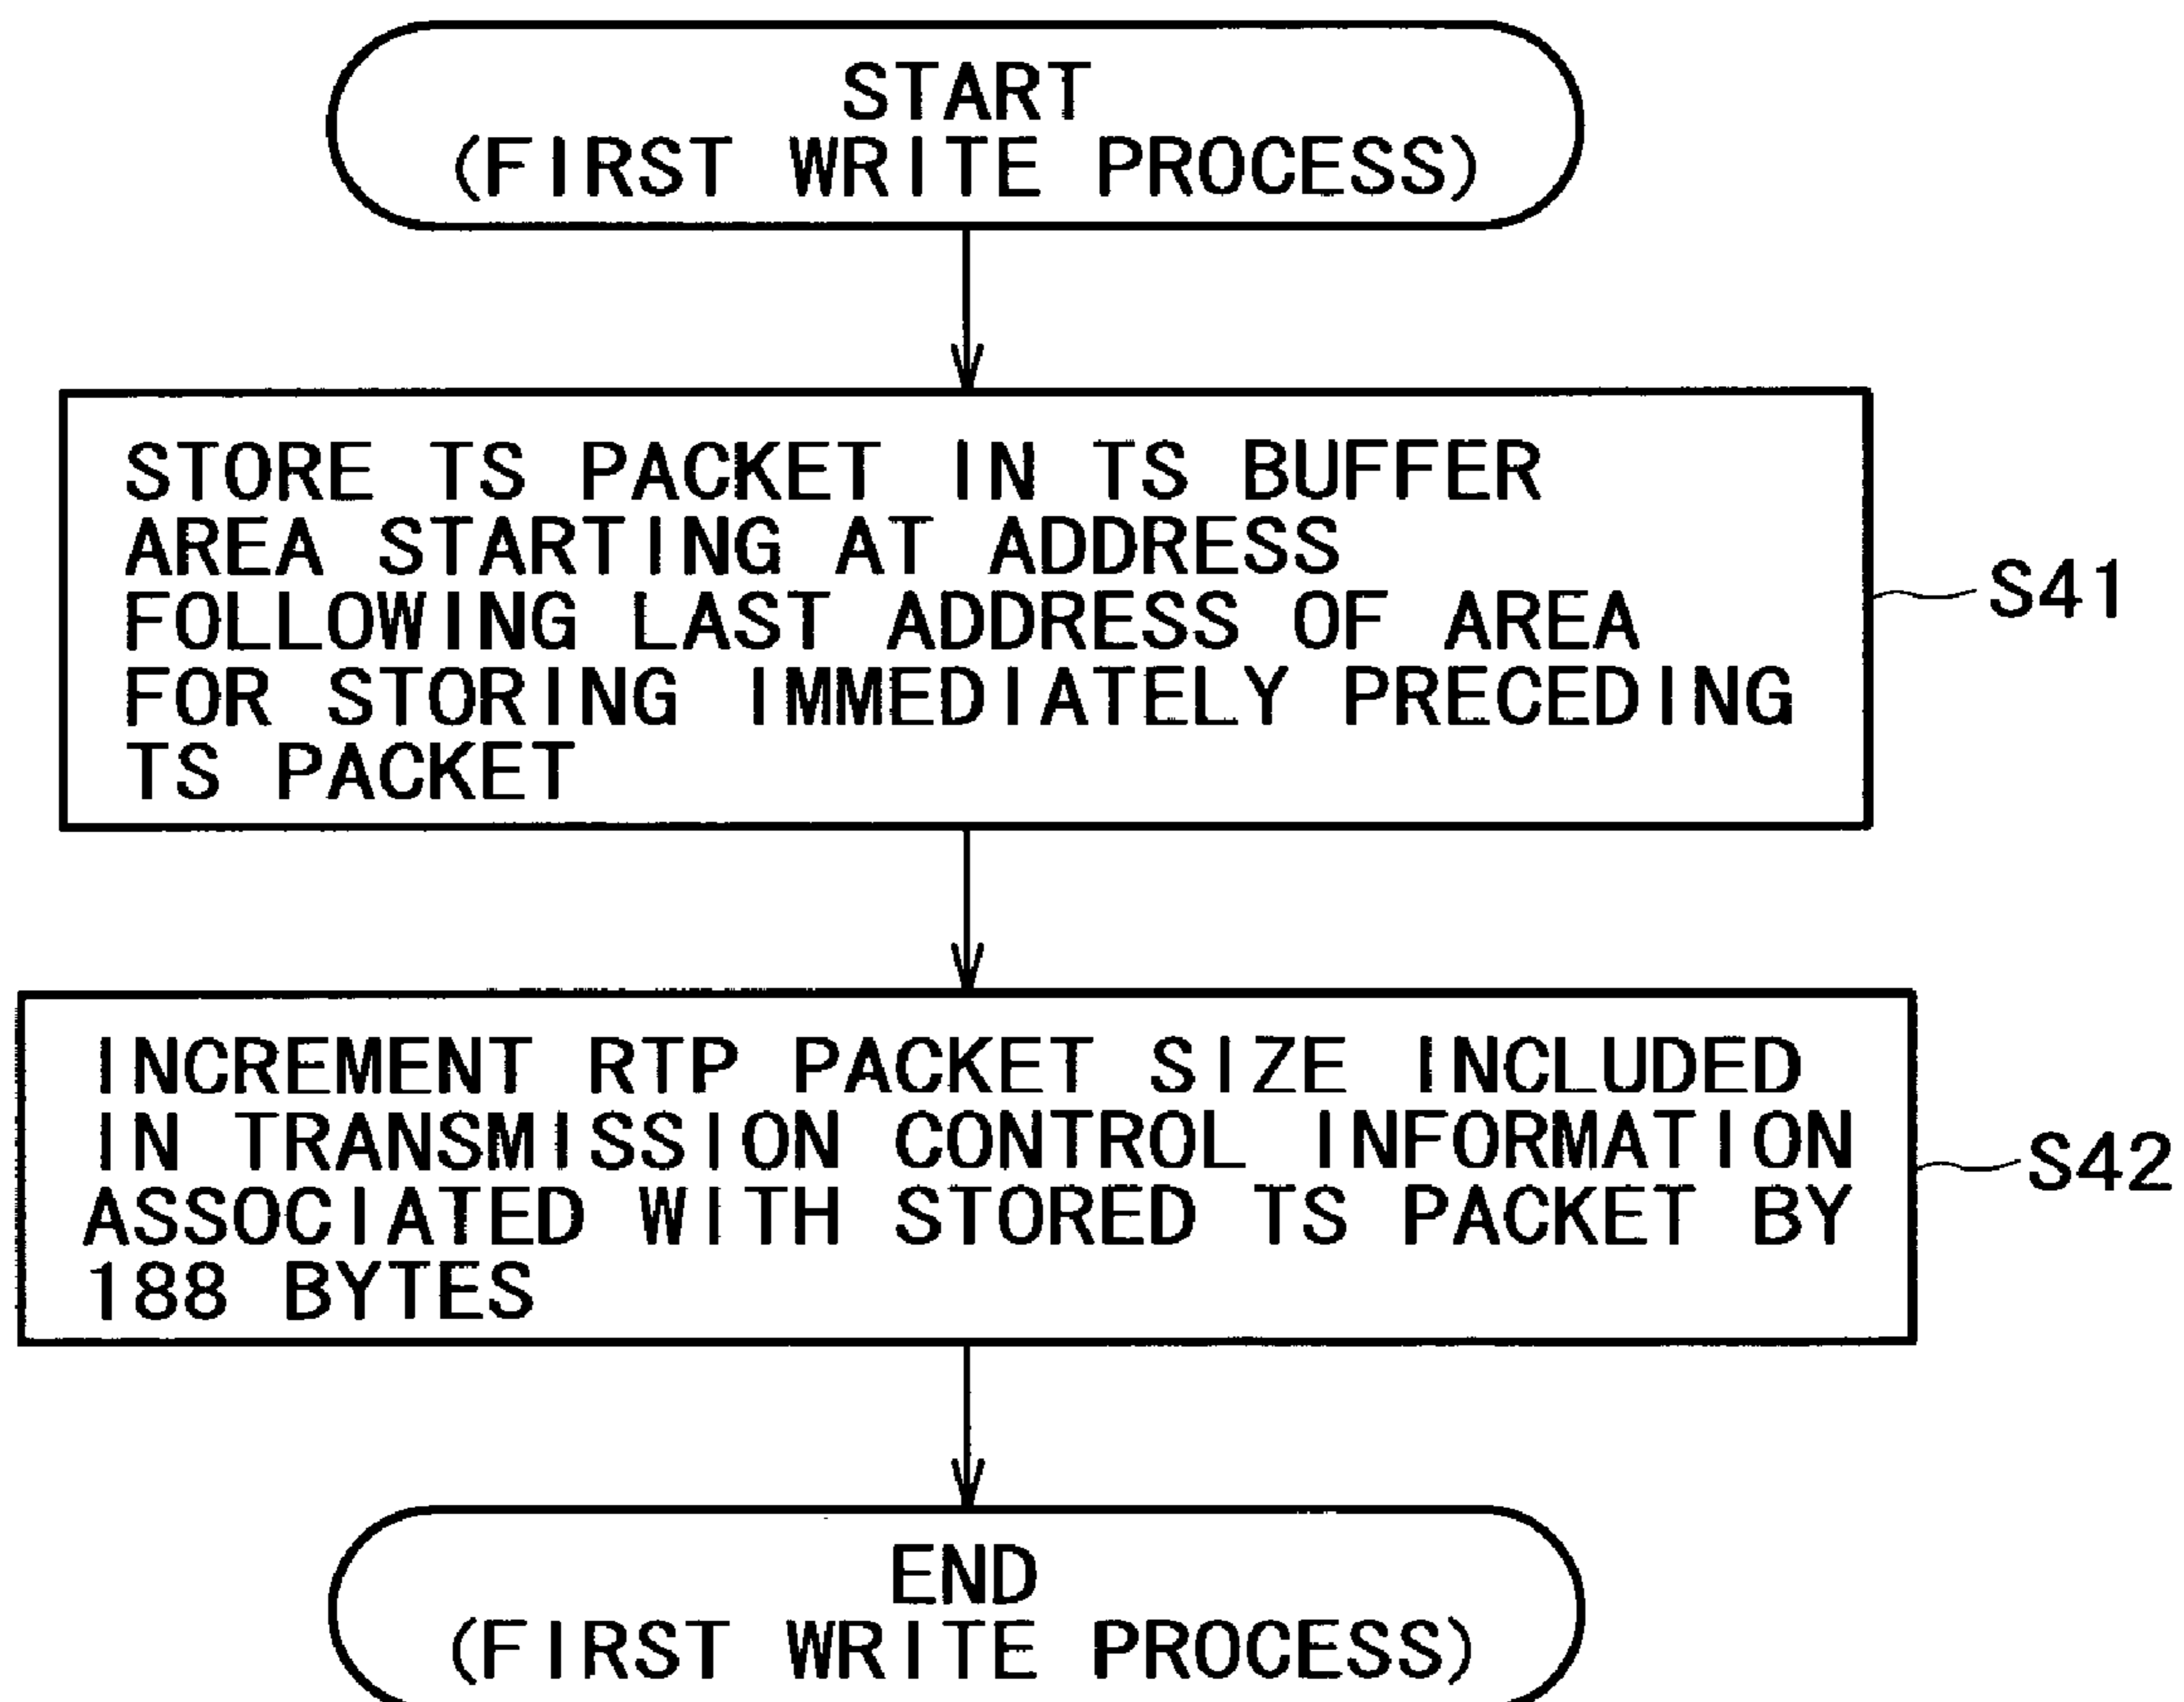 START
(FIRST WRITE PROCESS)
STORE TS PACKET IN TS BUFFER
AREA STARTING AT ADDRESS
FOLLOWING LAST ADDRESS OF AREA
FOR STORING IMMEDIATELY PRECEDING
TS PACKET
S41
INCREMENT RTP PACKET SIZE INCLUDED
IN TRANSMISSION CONTROL INFORMATION
ASSOCIATED WITH STORED TS PACKET BY
188 BYTES
S42
END
(FIRST WRITE PROCESS)